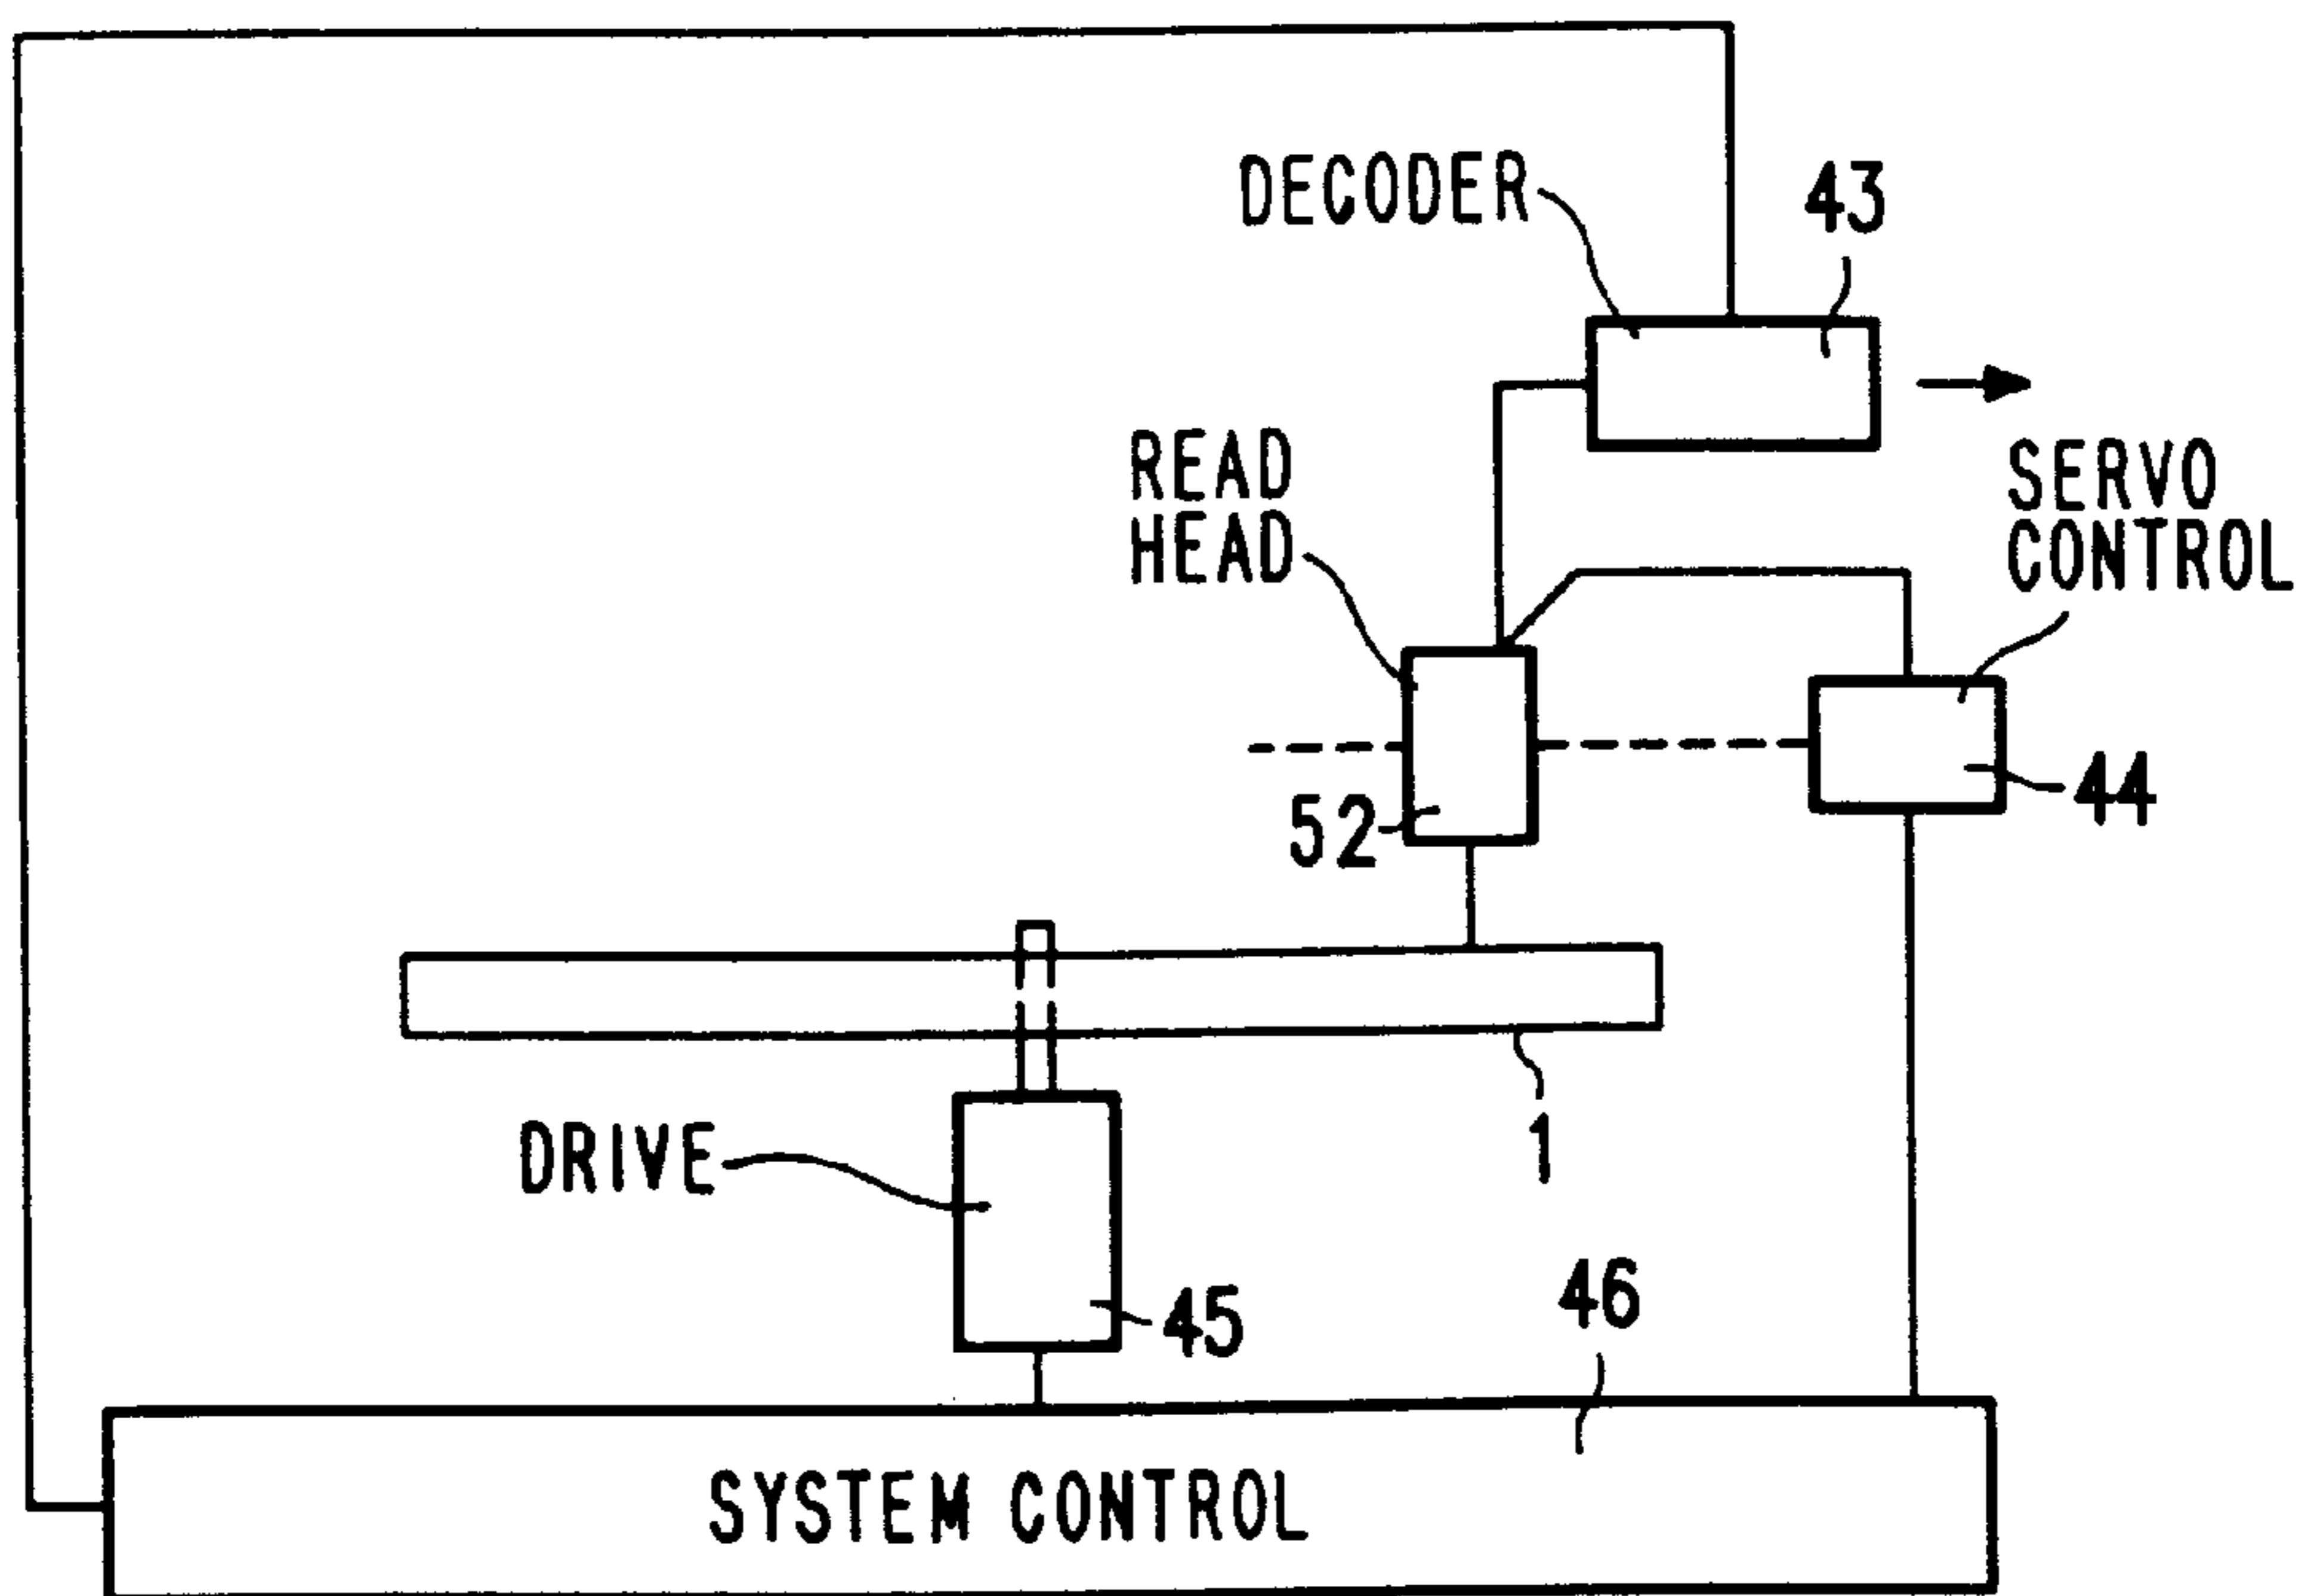 DECODER
43
READ
HEAD
SERVO
CONTROL
52
44
DRIVE
1
45
46
SYSTEM CONTROL